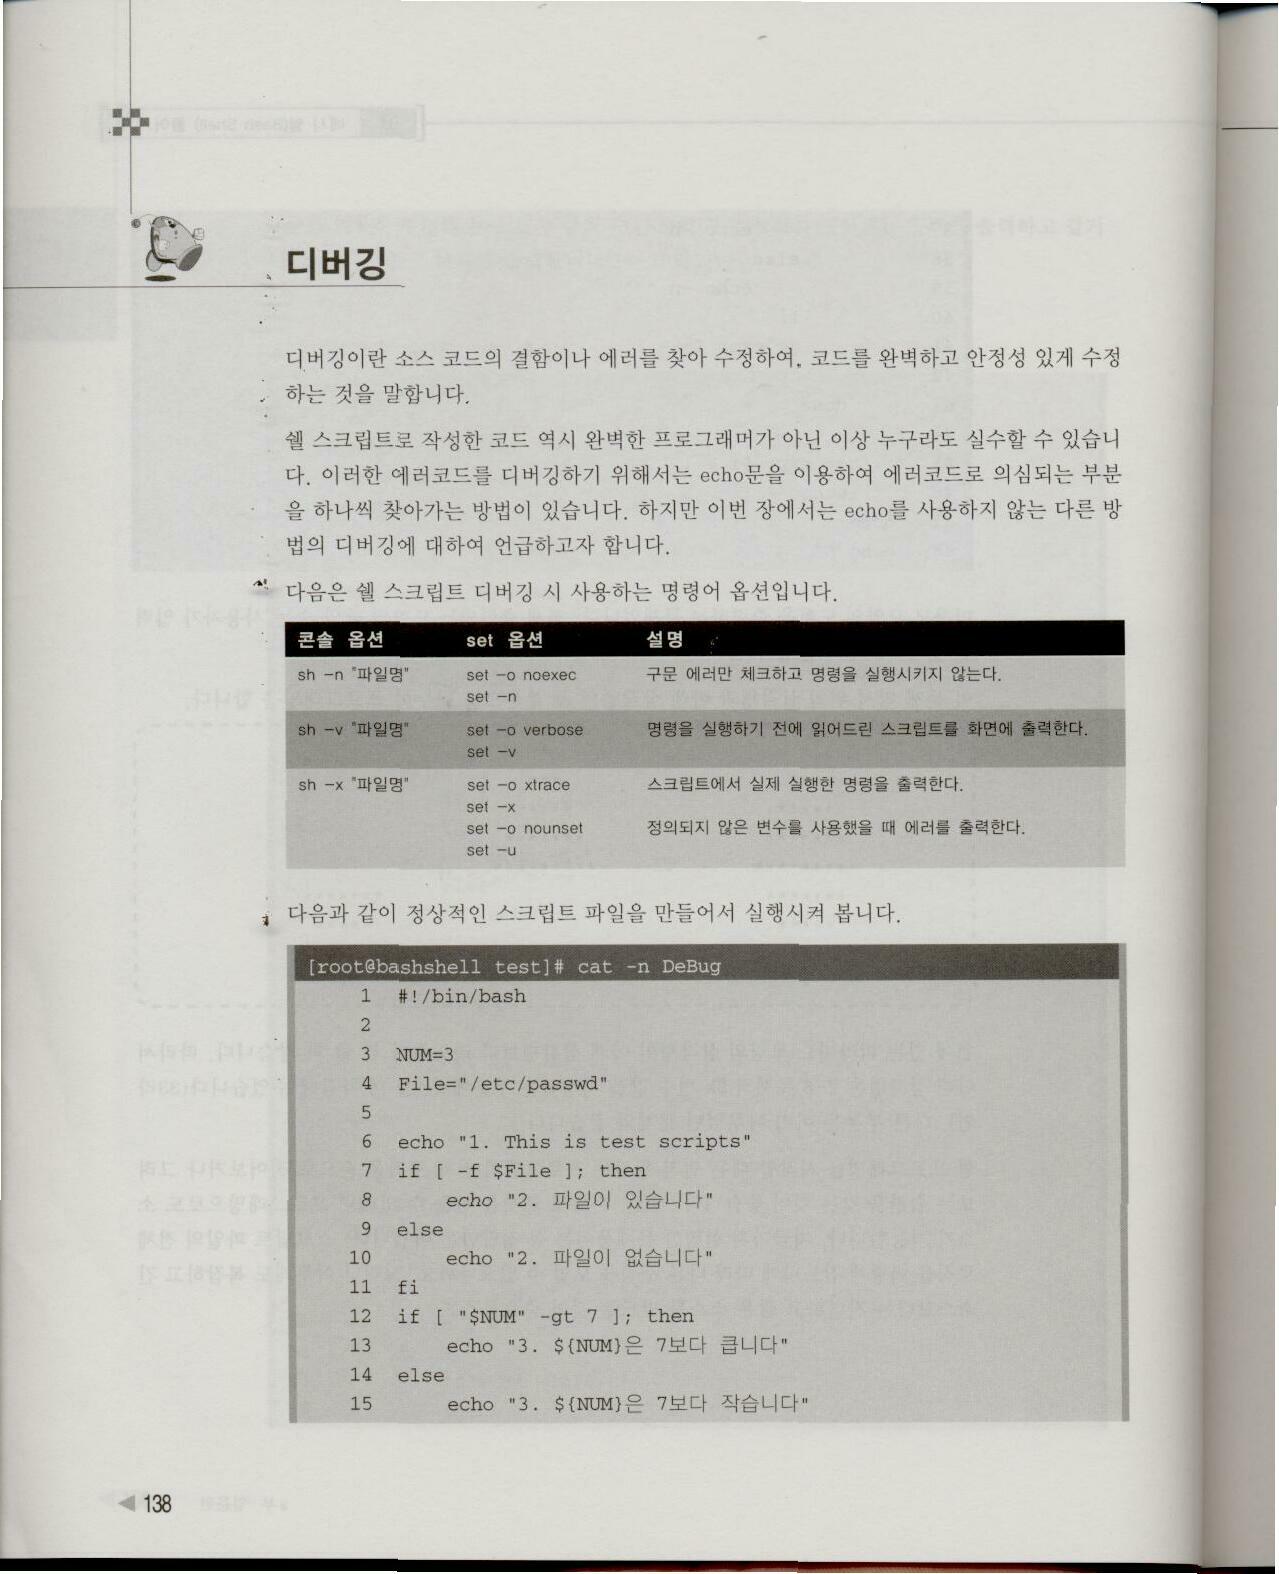 디버깅
디버깅이란 소스 코드의 결함이나 에러를 찾아 수정하여, 코드를 완벽하고 안정성 있게 수정
하는 것을 말합니다.
쉘 스크립트로 작성한 코드 역시 완벽한 프로그래머가 아닌 이상 누구라도 실수할 수 있습니
다. 이러한 에러코드를 디버깅하기 위해서는 echo문을 이용하여 에러코드로 의심되는 부분
을 하나씩 찾아가는 방법이 있습니다. 하지만 이번 장에서는 echo를 사용하지 않는 다른 방
법의 디버깅에 대하여 언급하고자 합니다.
다음은 쉘 스크립트 디버깅 시 사용하는 명령어 옵션입니다.
콘솔 옵션 set 옵션 설명
sh -n "파일명" set -o noexec 구문 에러만 체크하고 명령을 실행시키지 않는다.
set -n
sh -v "파일명" set -o verbose 명령을 실행하기 전에 읽어드린 스크립트를 화면에 출력한다.
set -v
sh -x "파일명" set -o xtrace 스크립트에서 실제 실행한 명령을 출력한다.
set -x
set -o nounset 정의되지 않은 변수를 사용했을 때 에러를 출력한다.
set -u
다음과 같이 정상적인 스크립트 파일을 만들어서 실행시켜 봅니다.
[root@bashshell test]# cat -n DeBug
1 #!/bin/bash
2
3 NUM=3
4 File="/etc/passwd"
5
6 echo "1. This is test scripts"
7 if [ -f $File ]; then
8 echo "2. 파일이 있습니다"
9 else
10 echo "2. 파일이 없습니다"
11 fi
12 if [ "$NUM" -gt 7 ]; then
13 echo "3. ${NUM}은 7보다 큽니다"
14 else
15 echo "3. ${NUM}은 7보다 작습니다"
◀ 138